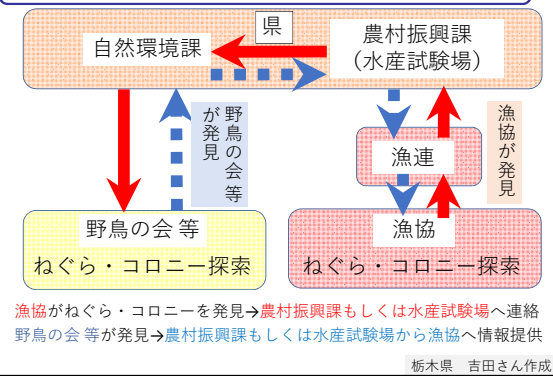 県
自然環境課
農村振興課
（水産試験場）
野鳥の会 等
が発見
漁協が発見
漁連
野鳥の会 等
ねぐら・コロニー探索
漁協
ねぐら・コロニー探索
漁協がねぐら・コロニーを発見→農村振興課もしくは水産試験場へ連絡
野鳥の会 等が発見→農村振興課もしくは水産試験場から漁協へ情報提供
栃木県　吉田さん作成